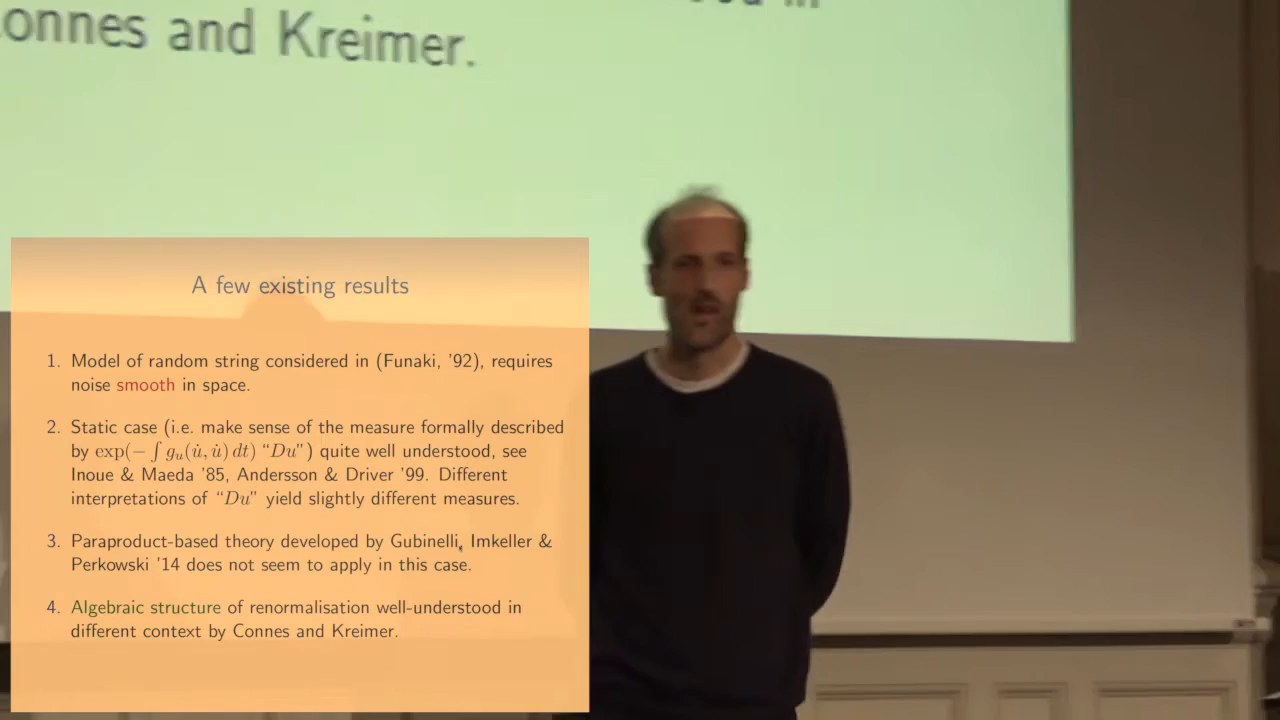 onnes and Kreimer.
A few existing results
1. Model of random string considered in (Funaki, '92), requires
noise smooth in space.
2. Static case (i.e. make sense of the measure formally described
by exp(−∫ g_u(u̇, u̇) dt) “Du”) quite well understood, see
Inoue & Maeda '85, Andersson & Driver '99. Different
interpretations of “Du” yield slightly different measures.
3. Paraproduct-based theory developed by Gubinelli, Imkeller &
Perkowski '14 does not seem to apply in this case.
4. Algebraic structure of renormalisation well-understood in
different context by Connes and Kreimer.